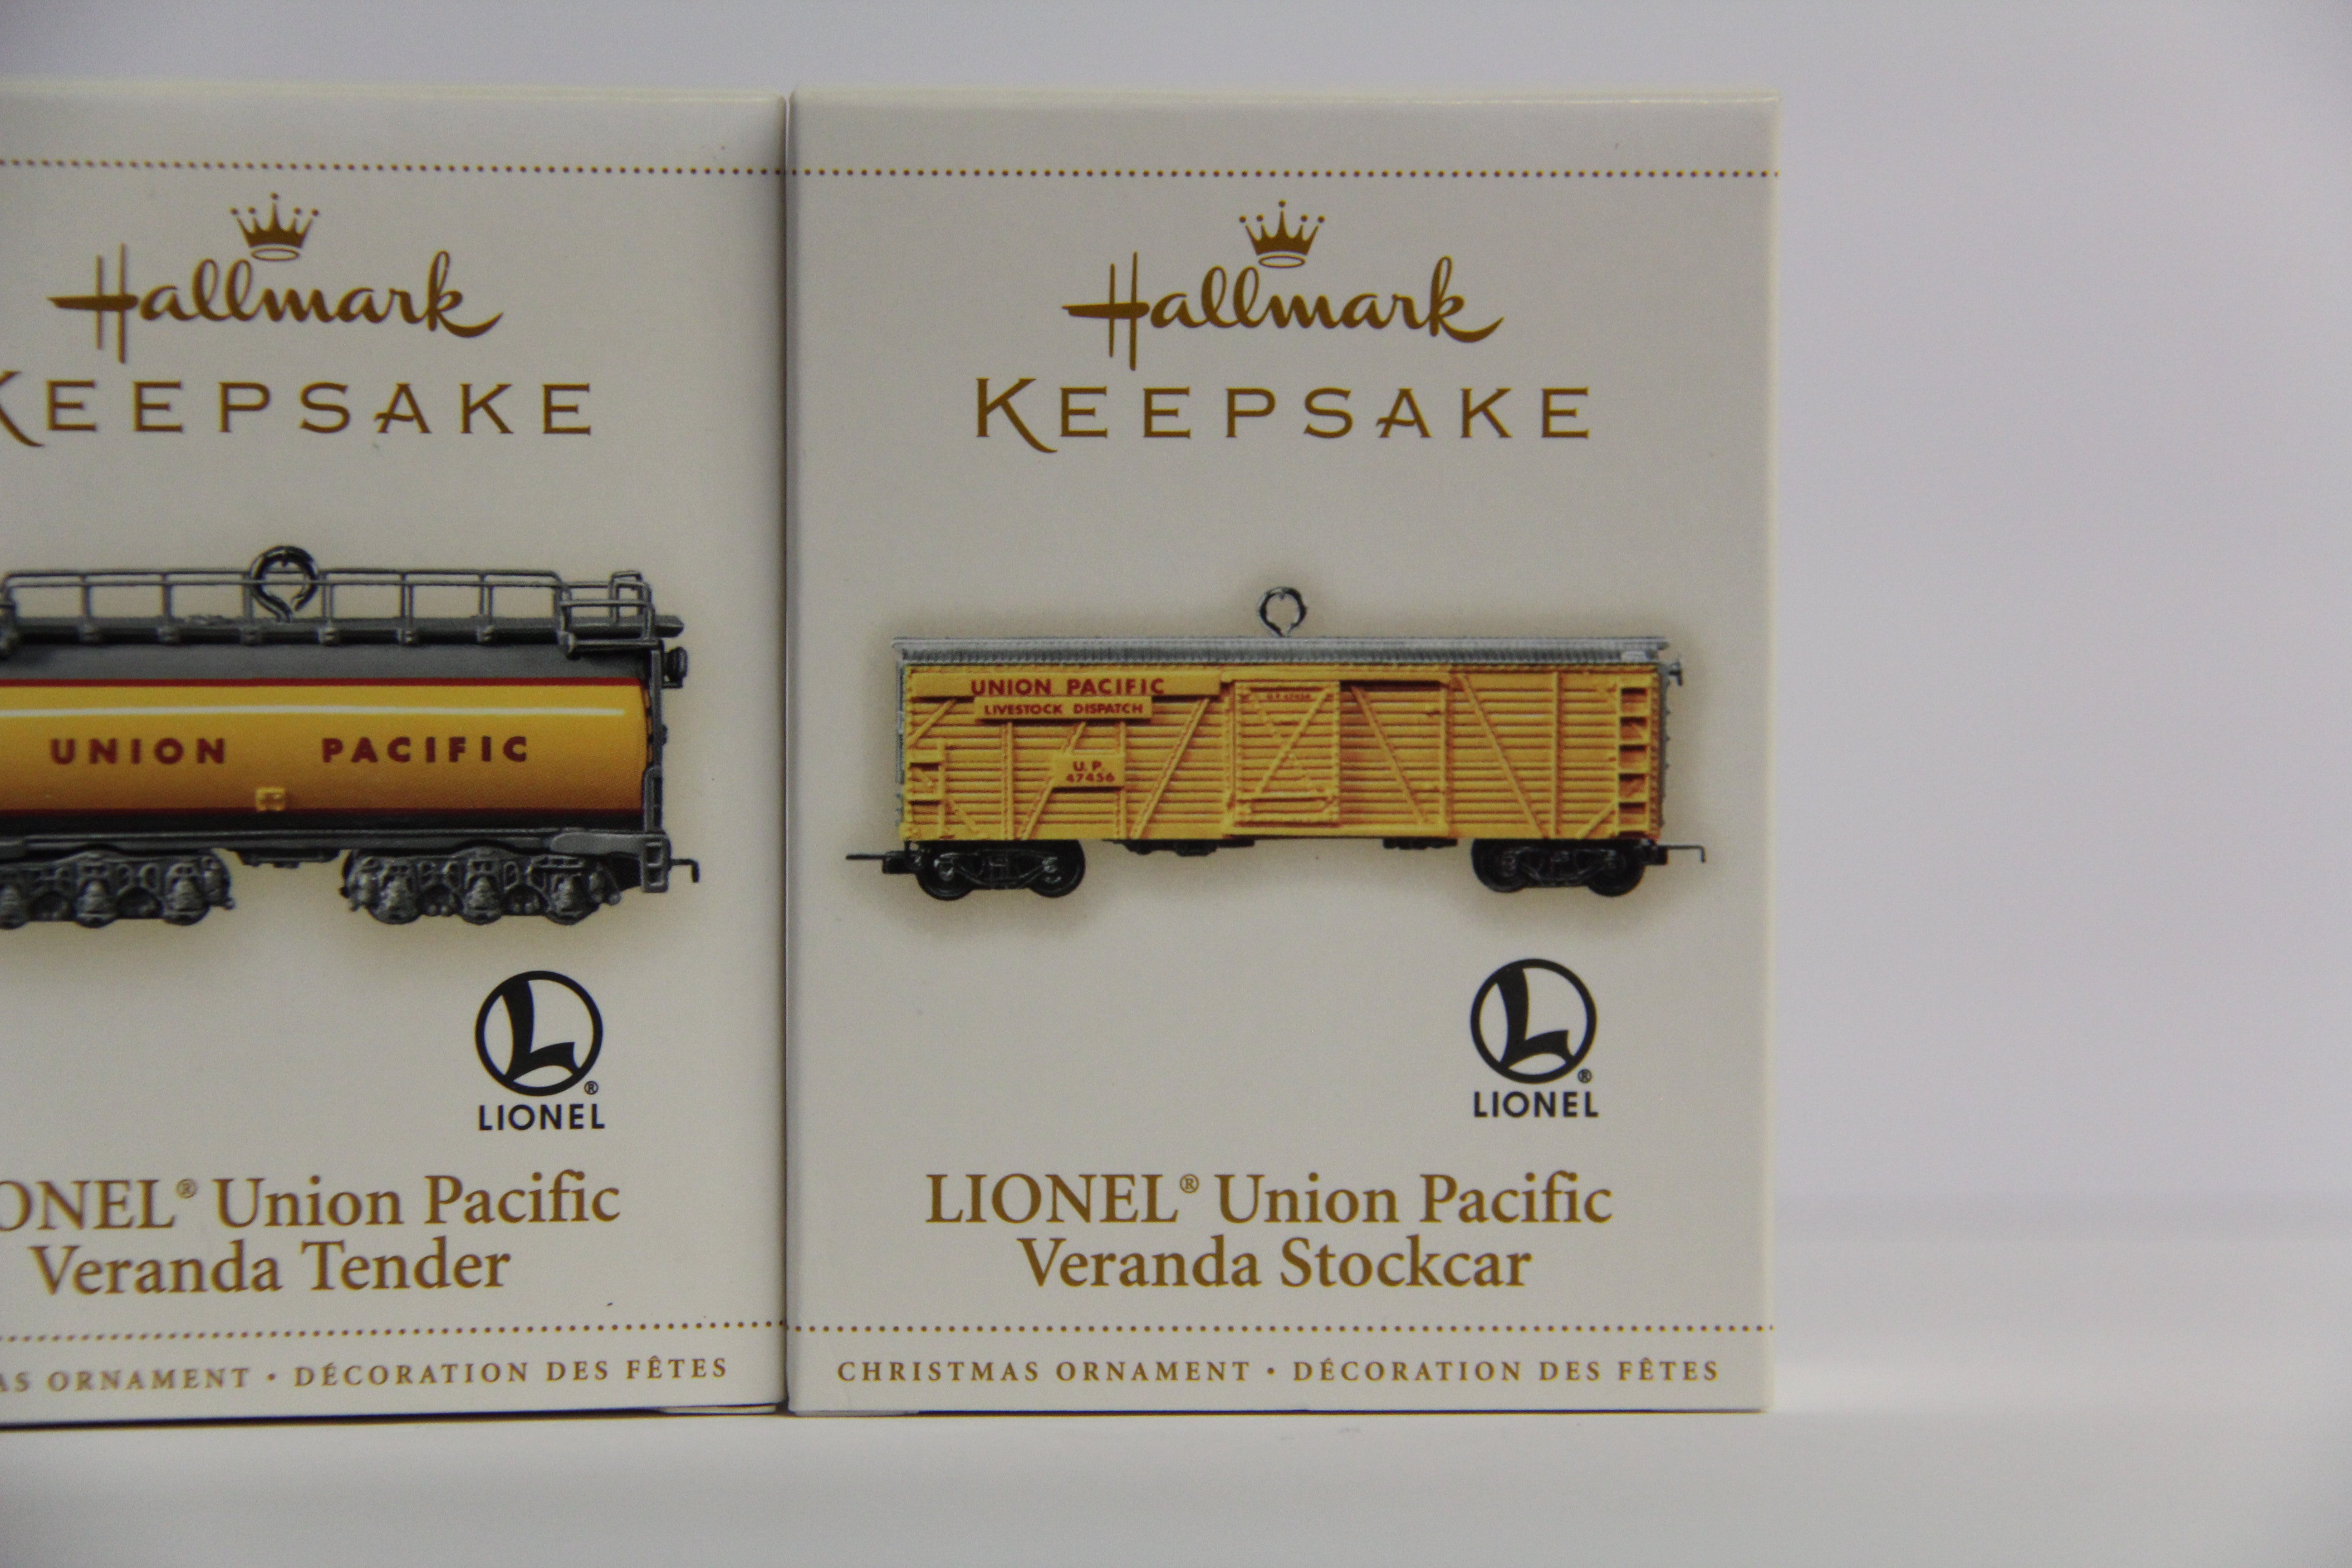 Hallmark
KEEPSAKE
UNION PACIFIC
LIONEL®
ONEL® Union Pacific
Veranda Tender
AS ORNAMENT • DÉCORATION DES FÊTES
Hallmark
KEEPSAKE
UNION PACIFIC
LIVESTOCK DISPATCH
U.P. 47456
U.P.
47456
L®
LIONEL
LIONEL® Union Pacific
Veranda Stockcar
CHRISTMAS ORNAMENT • DÉCORATION DES FÊTES